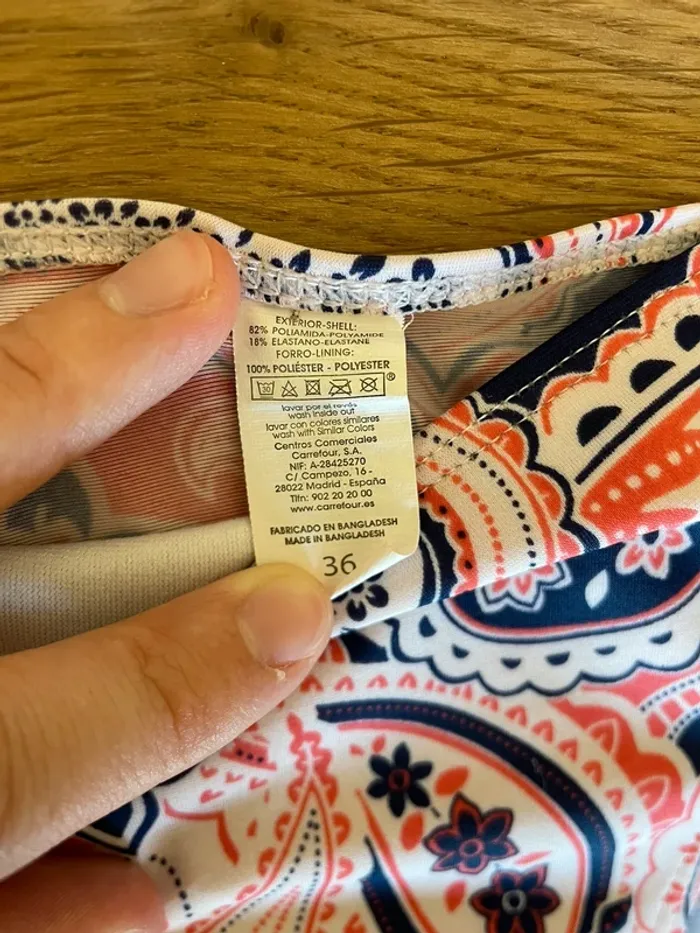 EXTERIOR-SHELL:
82% POLIAMIDA-POLYAMIDE
18% ELASTANO-ELASTANE
FORRO-LINING:
100% POLIÉSTER - POLYESTER
30
®
lavar por el revés
wash inside out
lavar con colores similares
wash with Similar Colors
Centros Comerciales
Carrefour, S.A.
NIF: A-28425270
C/ Campezo, 16 -
28022 Madrid - España
Tlfn: 902 20 20 00
www.carrefour.es
FABRICADO EN BANGLADESH
MADE IN BANGLADESH
36